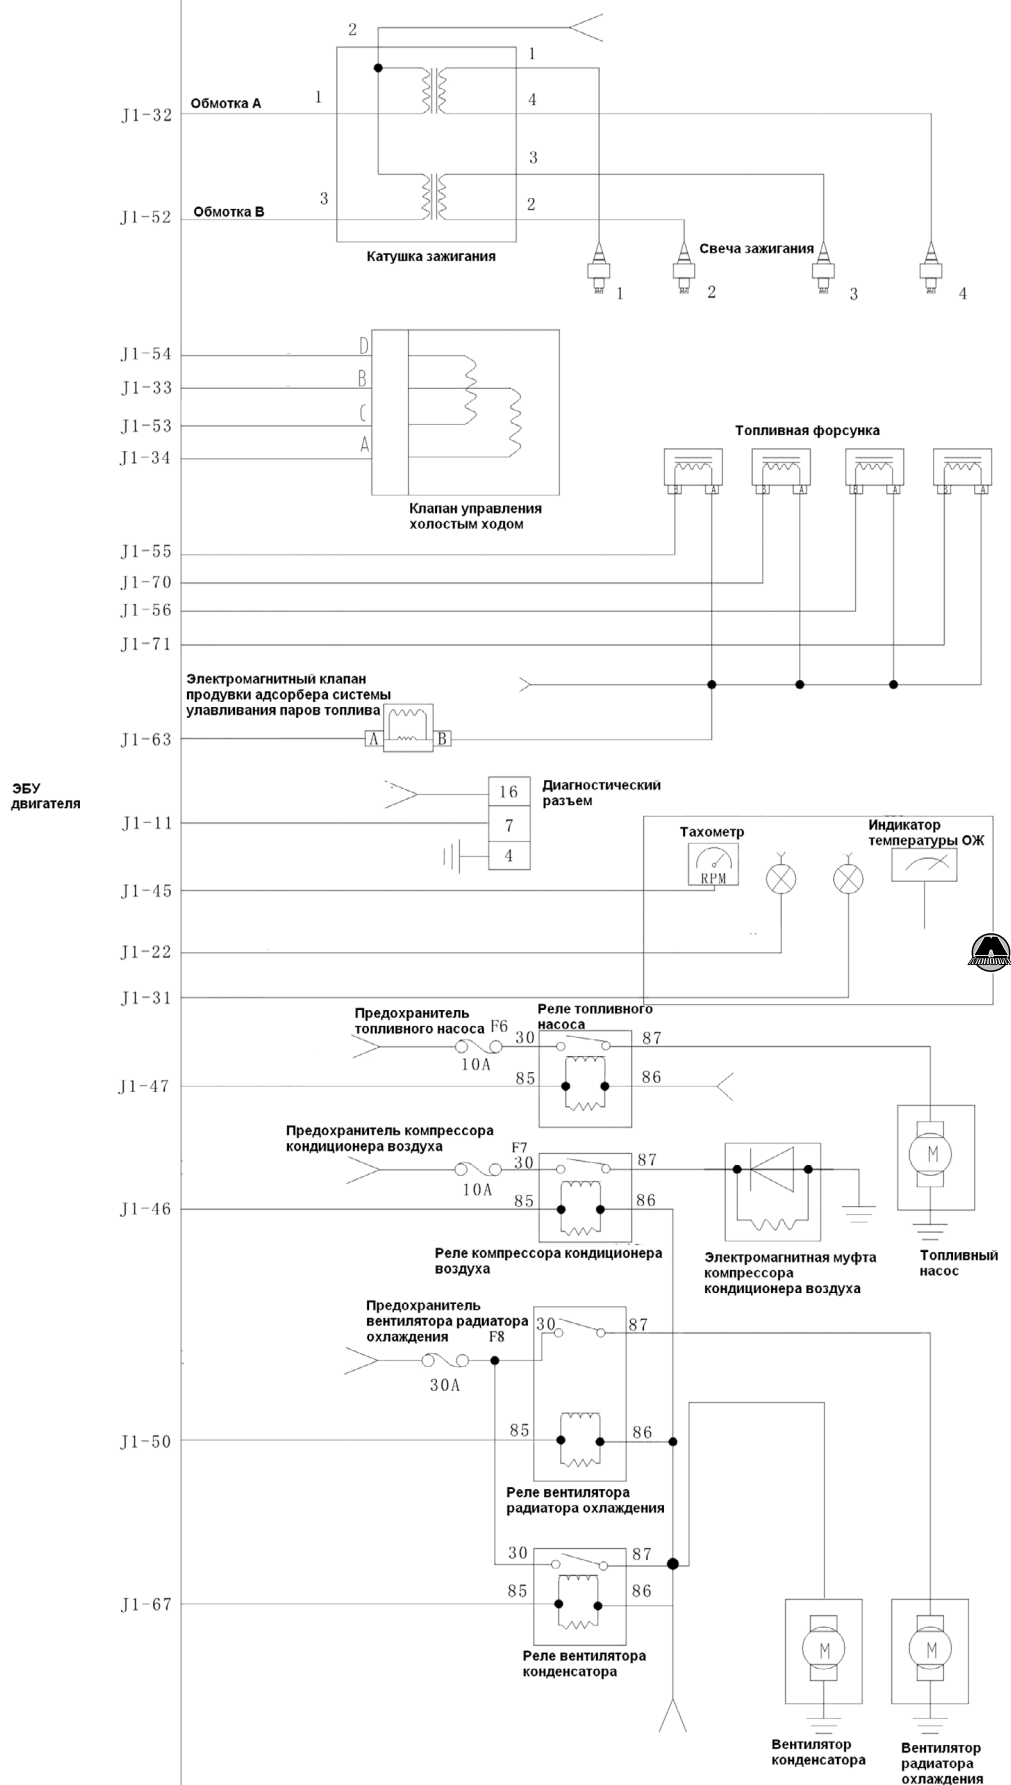 2
1
1
Обмотка А
4
J1-32
3
3
2
Обмотка В
J1-52
Катушка зажигания
Свеча зажигания
1
2
3
4
D
J1-54
B
J1-33
C
J1-53
A
J1-34
Клапан управления
холостым ходом
Топливная форсунка
B A B A B A B A
J1-55
J1-70
J1-56
J1-71
Электромагнитный клапан
продувки адсорбера системы
улавливания паров топлива
J1-63
A B
ЭБУ
двигателя
16
Диагностический
разъем
J1-11
7
4
Тахометр
RPM
Индикатор
температуры ОЖ
J1-45
J1-22
J1-31
Предохранитель
топливного насоса
F6
10A
Реле топливного
насоса
30
87
J1-47
85
86
M
Топливный
насос
Предохранитель компрессора
кондиционера воздуха
F7
30
87
10A
J1-46
85
86
Реле компрессора кондиционера
воздуха
Электромагнитная муфта
компрессора
кондиционера воздуха
Предохранитель
вентилятора радиатора
охлаждения
F8
30A
30
87
J1-50
85
86
Реле вентилятора
радиатора охлаждения
30
87
J1-67
85
86
Реле вентилятора
конденсатора
M
M
Вентилятор
конденсатора
Вентилятор
радиатора
охлаждения